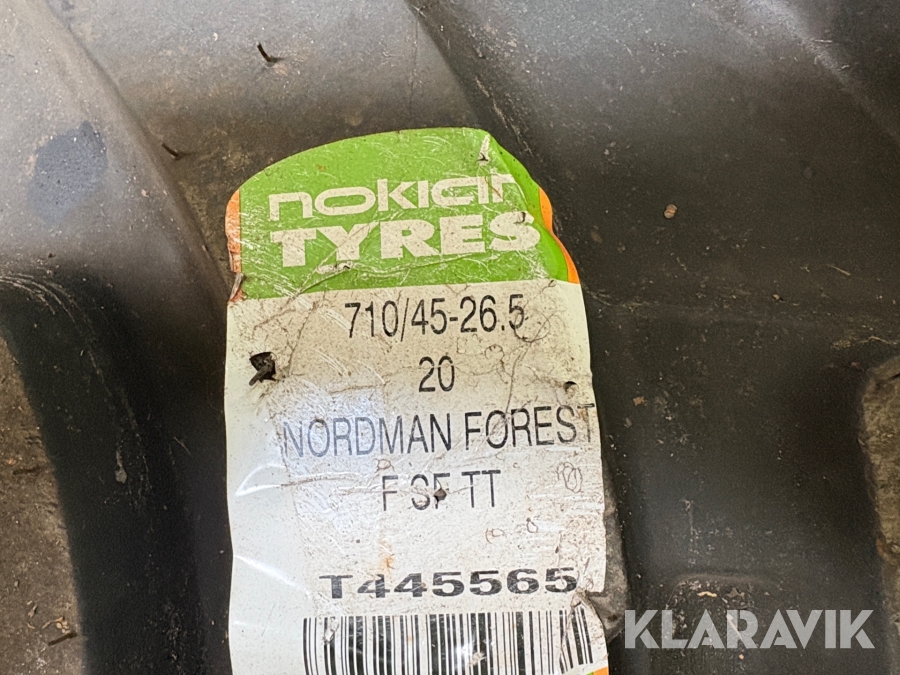 nokian
TYRES
710/45-26.5
20
NORDMAN FOREST
F SF TT
T445565
KLARAVIK